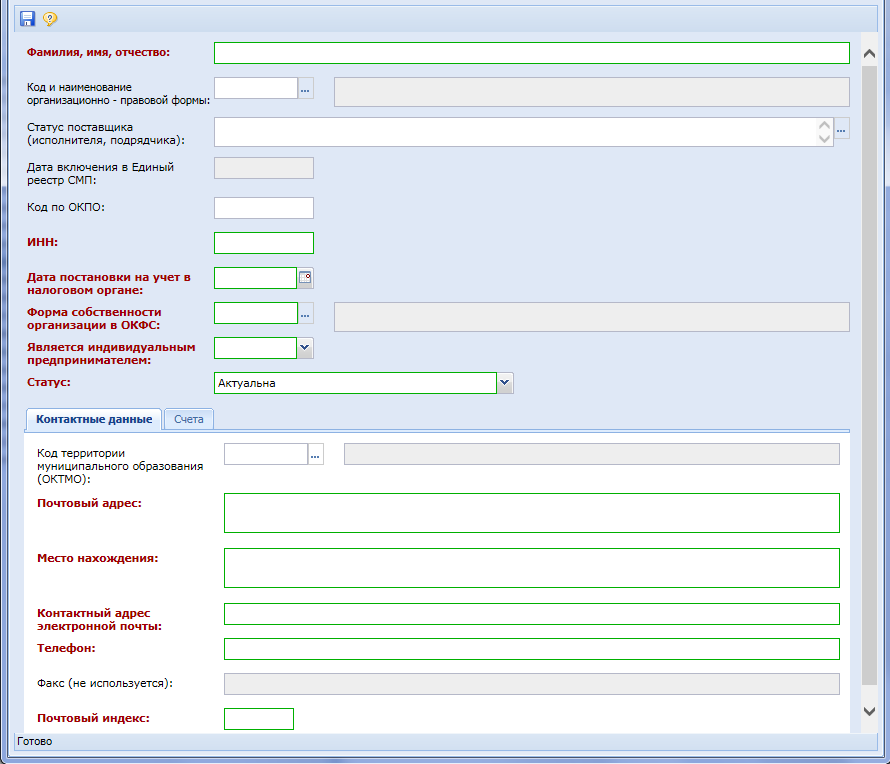 Фамилия, имя, отчество:
Код и наименование
организационно - правовой формы:
...
Статус поставщика
(исполнителя, подрядчика):
...
Дата включения в Единый
реестр СМП:
Код по ОКПО:
ИНН:
Дата постановки на учет в
налоговом органе:
Форма собственности
организации в ОКФС:
...
Является индивидуальным
предпринимателем:
Статус:
Актуальна
Контактные данные
Счета
Код территории
муниципального образования
(ОКТМО):
...
Почтовый адрес:
Место нахождения:
Контактный адрес
электронной почты:
Телефон:
Факс (не используется):
Почтовый индекс:
Готово